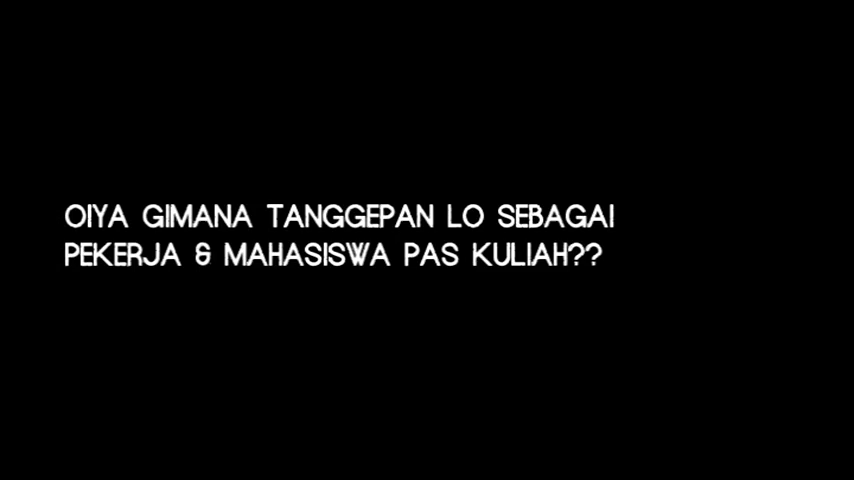 OIYA GIMANA TANGGEPAN LO SEBAGAI
PEKERJA & MAHASISWA PAS KULIAH??